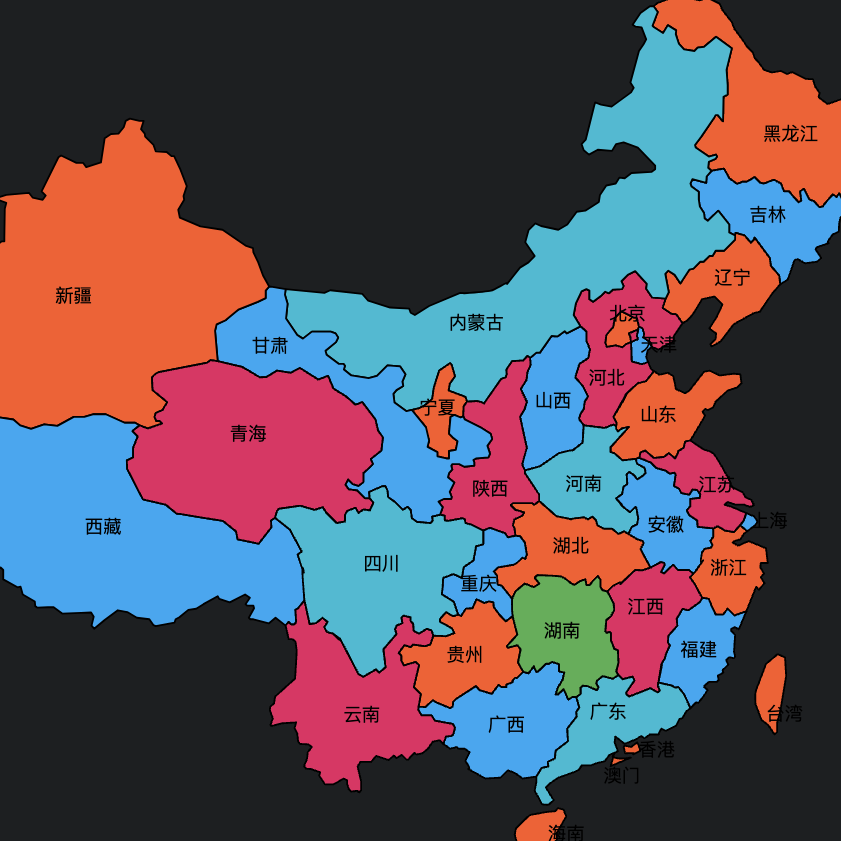 黑龙江
吉林
辽宁
新疆
北京
内蒙古
天津
甘肃
河北
山西
宁夏
山东
青海
河南
江苏
陕西
上海
安徽
西藏
湖北
四川
浙江
重庆
江西
湖南
福建
贵州
广东
台湾
云南
广西
香港
澳门
海南